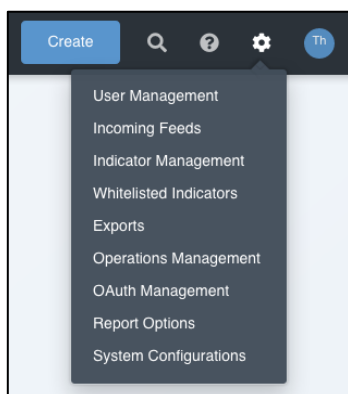 Create
Th
User Management
Incoming Feeds
Indicator Management
Whitelisted Indicators
Exports
Operations Management
OAuth Management
Report Options
System Configurations